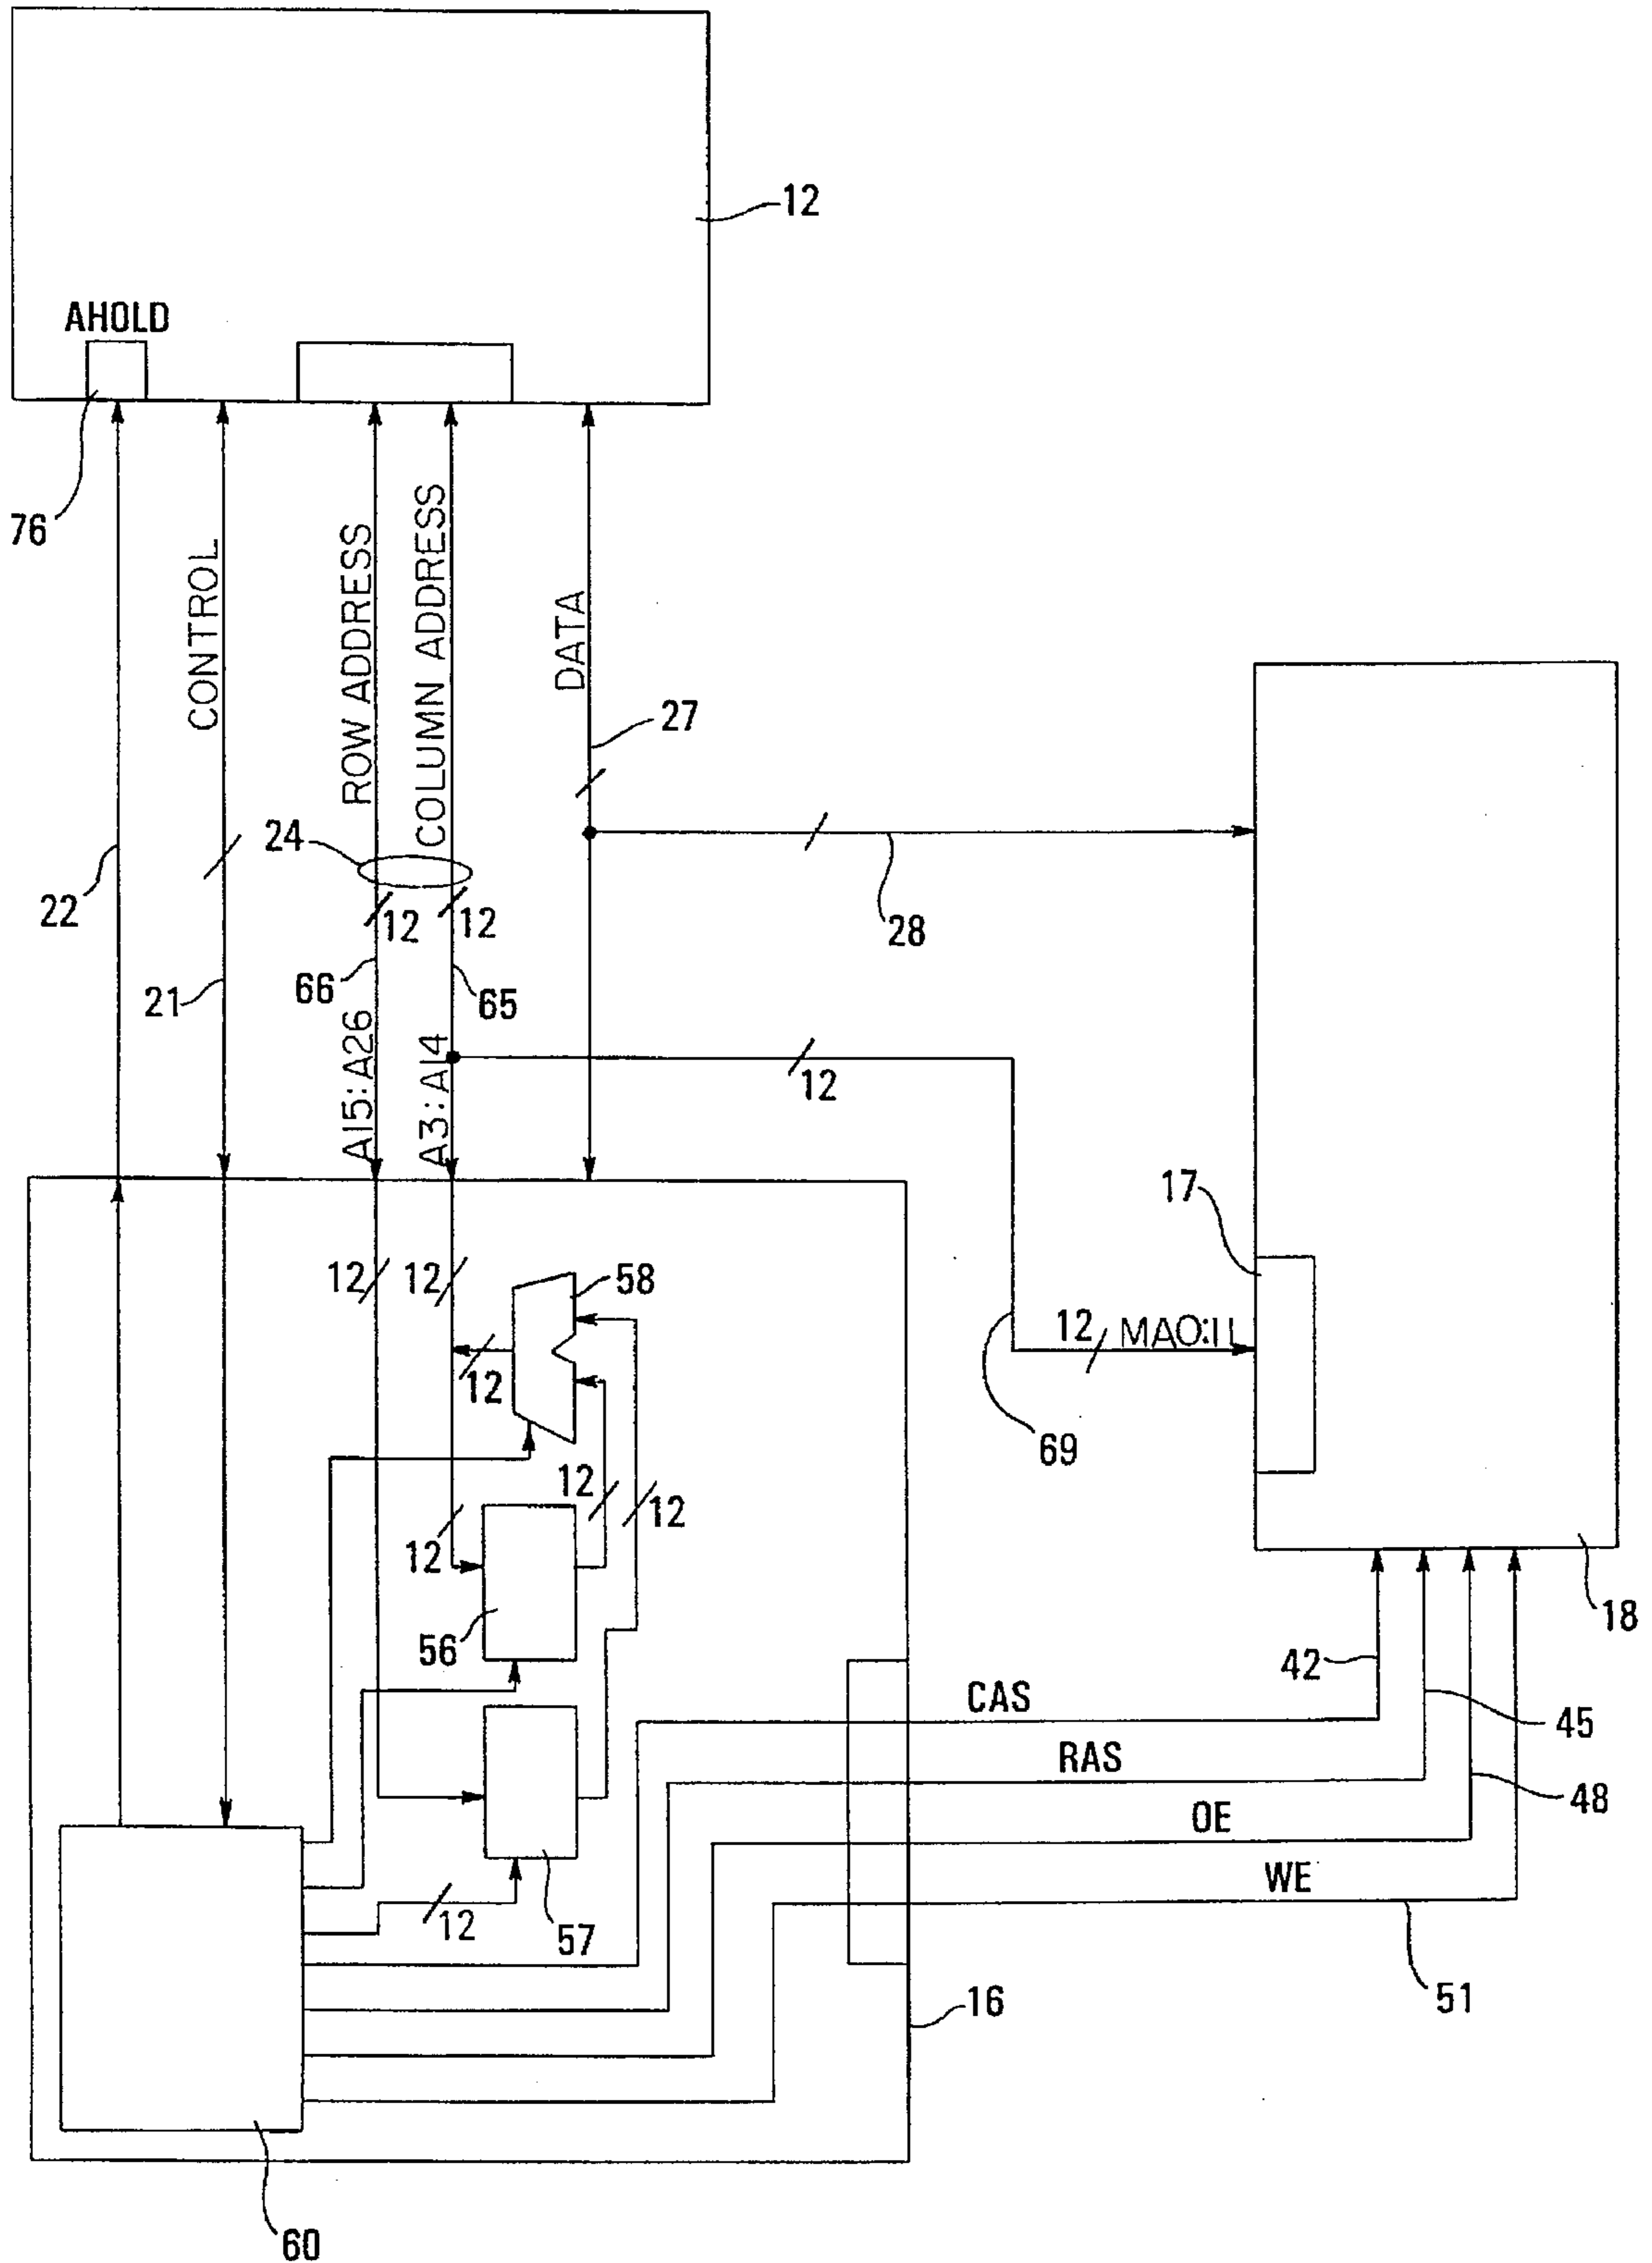 12
AHOLD
76
CONTROL
ROW ADDRESS
COLUMN ADDRESS
DATA
27
24
22
12
12
28
66
65
21
A15:A26
A3:A14
12
17
12
12
58
12
MA0:11
12
69
12
12
12
56
18
42
CAS
45
RAS
48
OE
WE
12
57
51
16
60